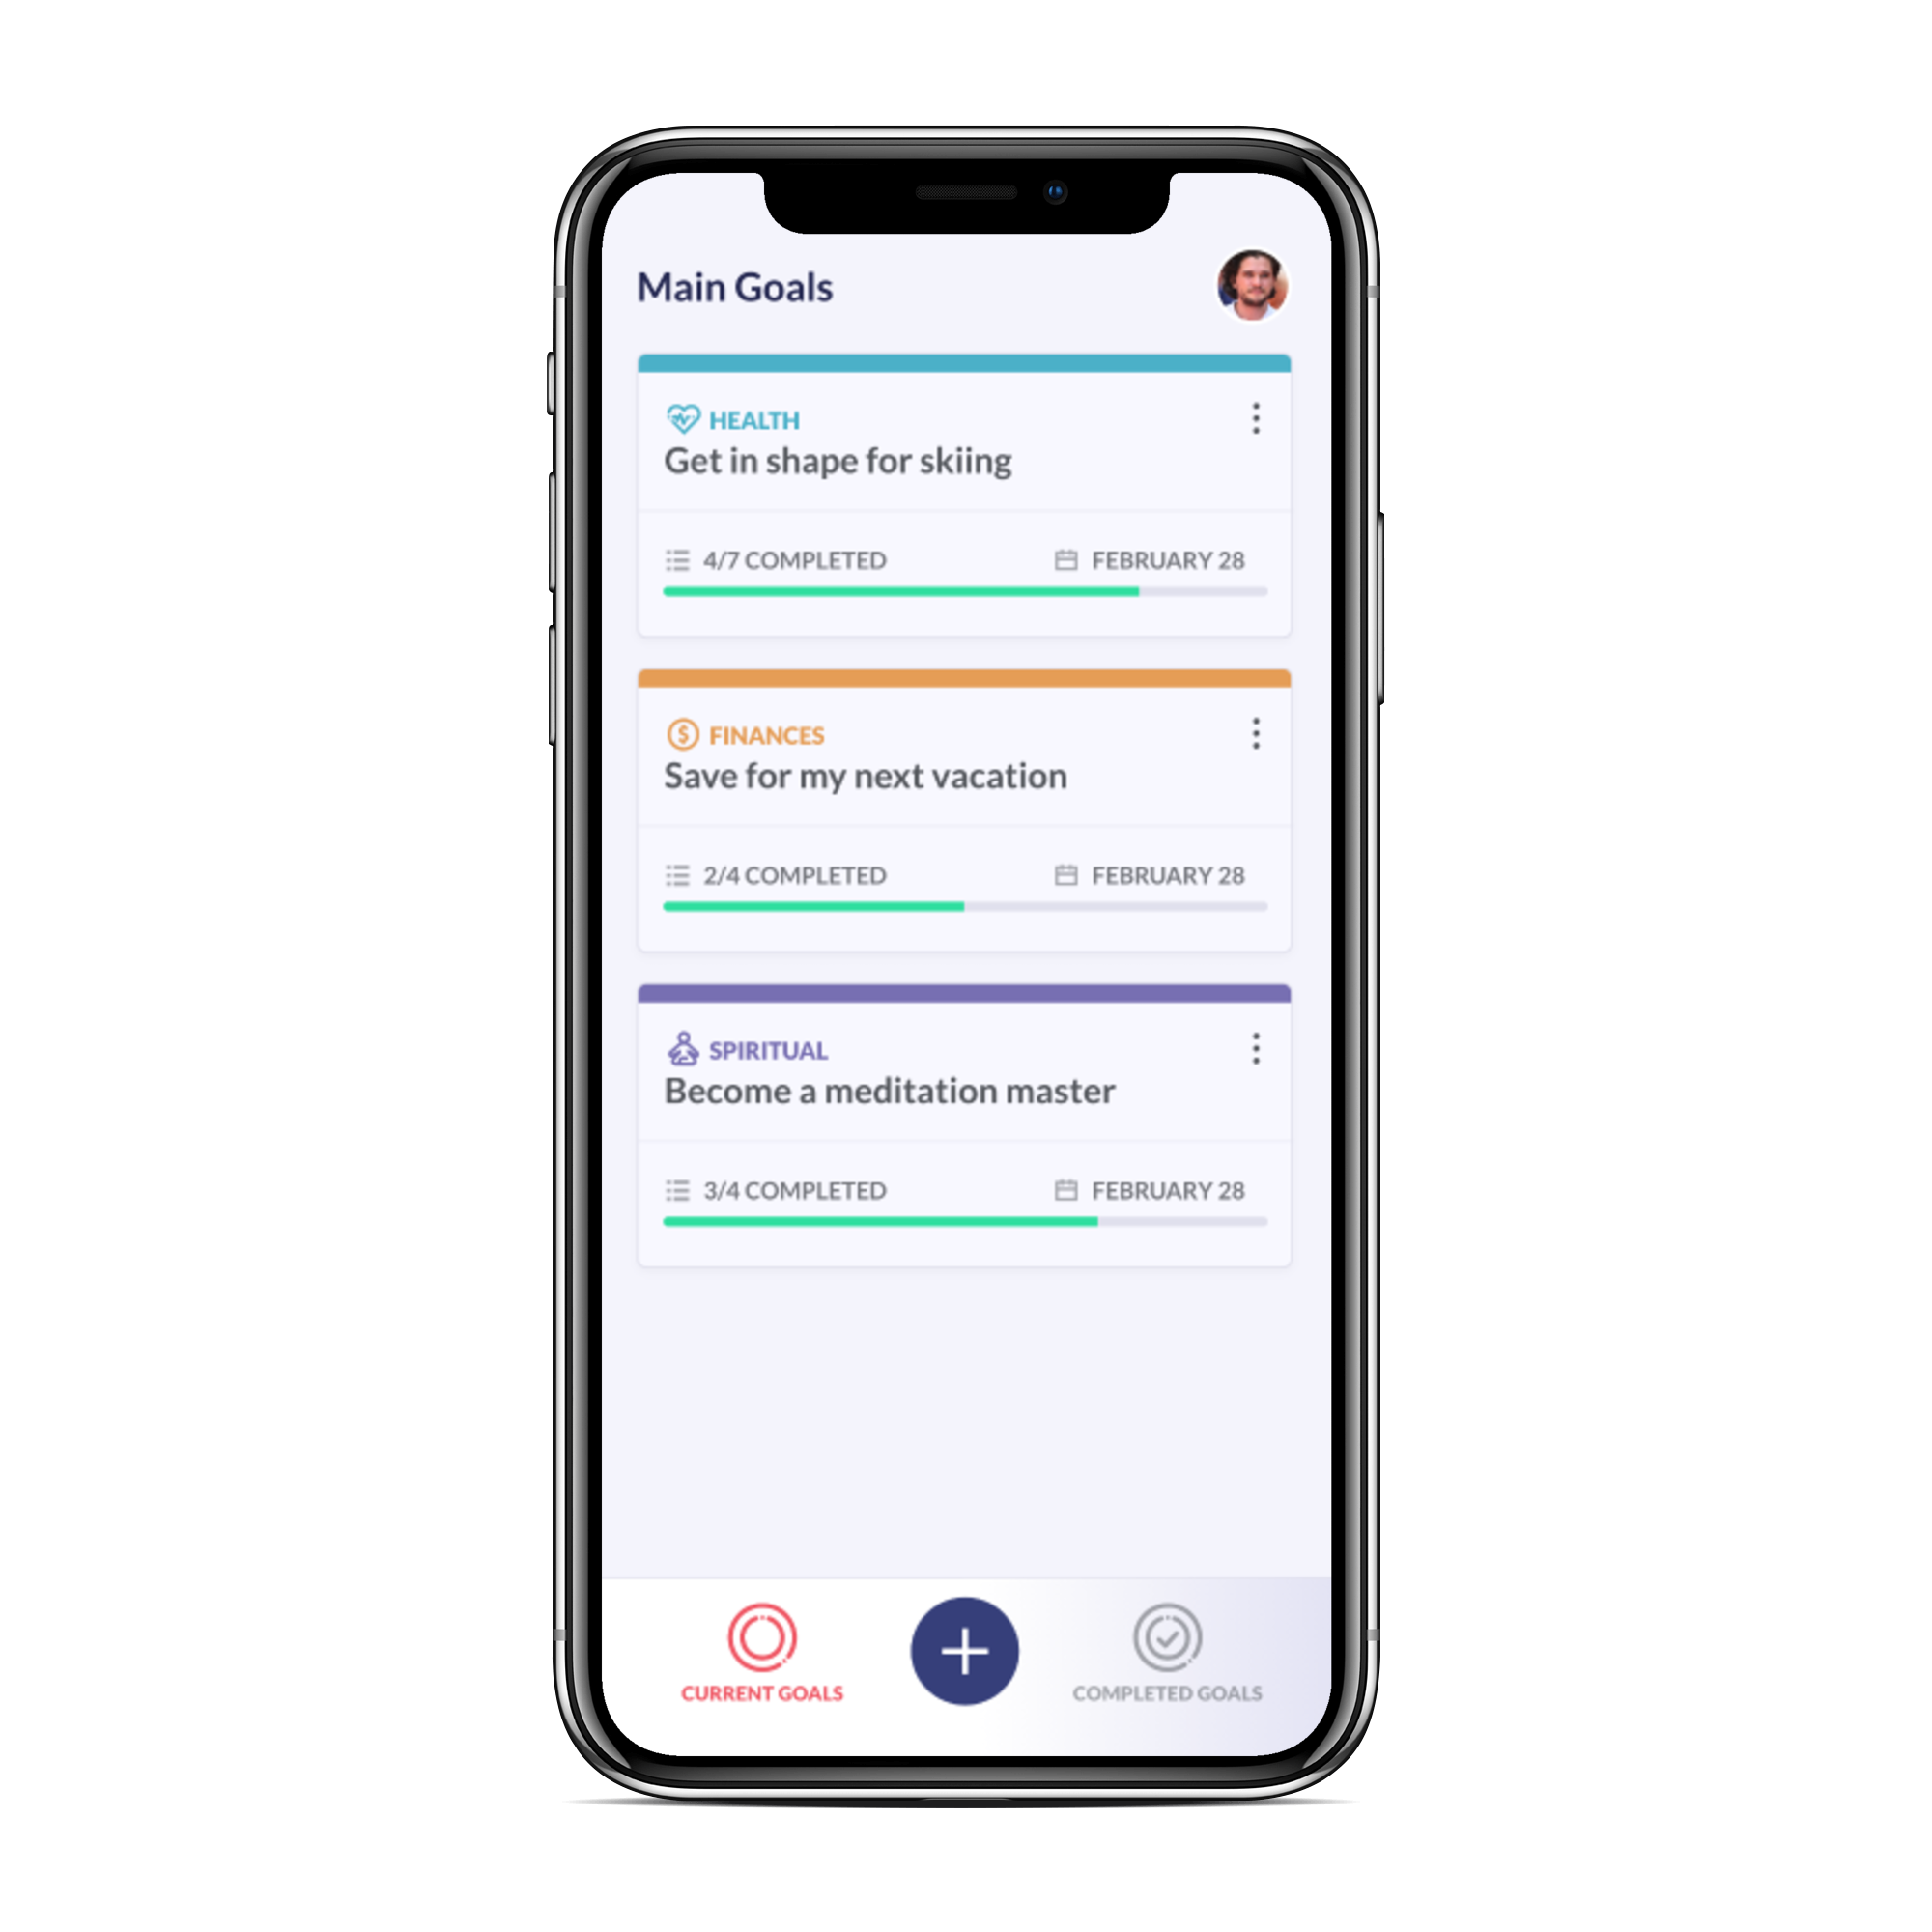 Main Goals
HEALTH
Get in shape for skiing
4/7 COMPLETED FEBRUARY 28
FINANCES
Save for my next vacation
2/4 COMPLETED FEBRUARY 28
SPIRITUAL
Become a meditation master
3/4 COMPLETED FEBRUARY 28
CURRENT GOALS COMPLETED GOALS